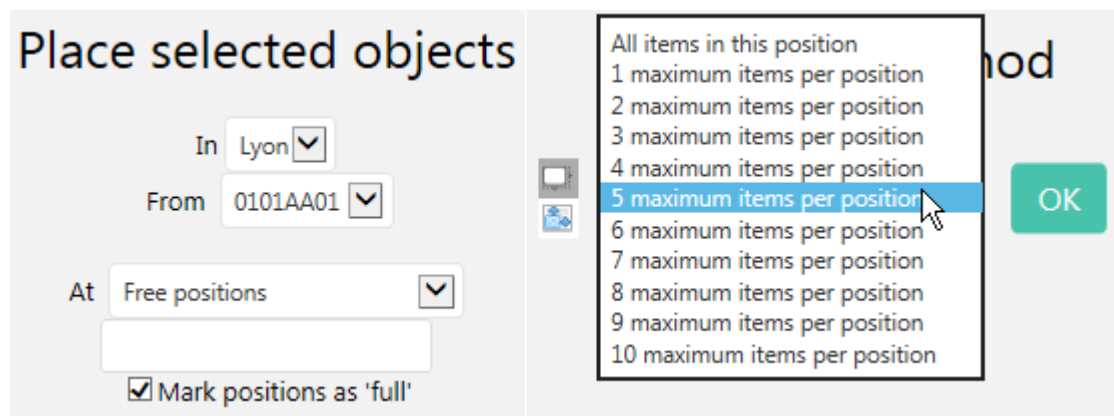 Place selected objects
In Lyon
From 0101AA01
At Free positions
Mark positions as 'full'
All items in this position
1 maximum items per position
2 maximum items per position
3 maximum items per position
4 maximum items per position
5 maximum items per position
6 maximum items per position
7 maximum items per position
8 maximum items per position
9 maximum items per position
10 maximum items per position
OK